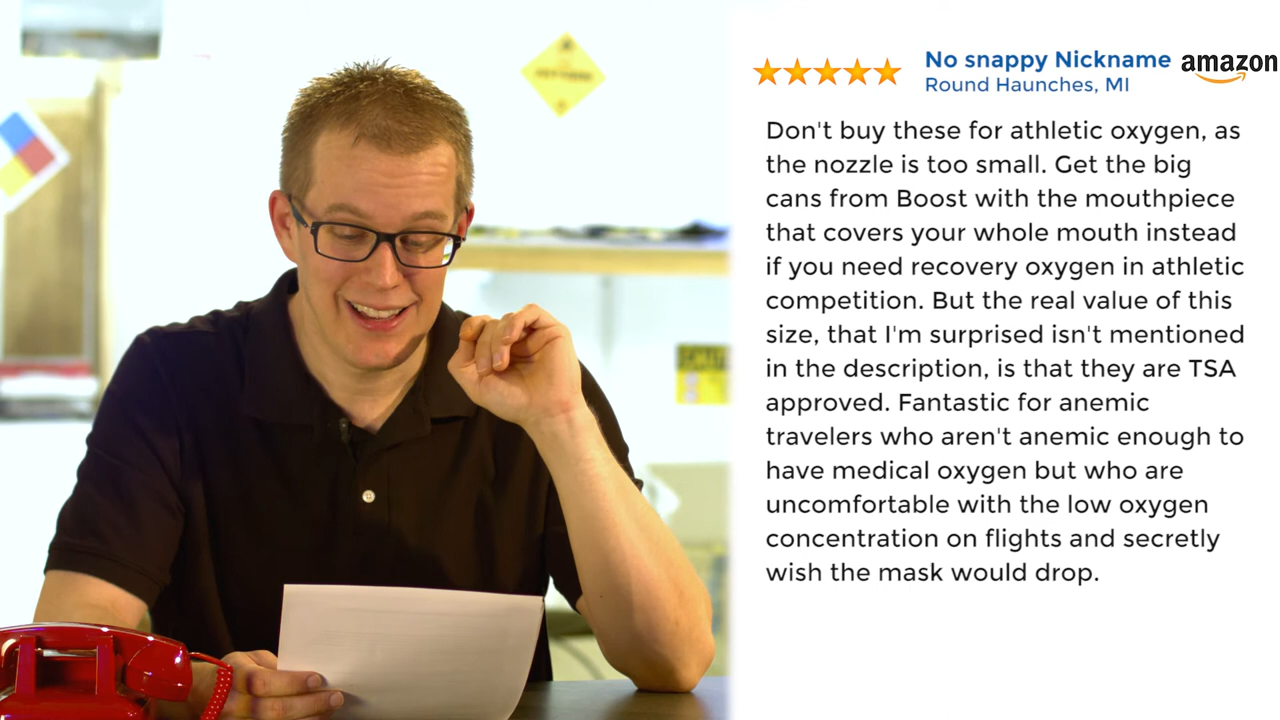 No snappy Nickname
amazon
Round Haunches, MI
Don't buy these for athletic oxygen, as
the nozzle is too small. Get the big
cans from Boost with the mouthpiece
that covers your whole mouth instead
if you need recovery oxygen in athletic
competition. But the real value of this
size, that I'm surprised isn't mentioned
in the description, is that they are TSA
approved. Fantastic for anemic
travelers who aren't anemic enough to
have medical oxygen but who are
uncomfortable with the low oxygen
concentration on flights and secretly
wish the mask would drop.